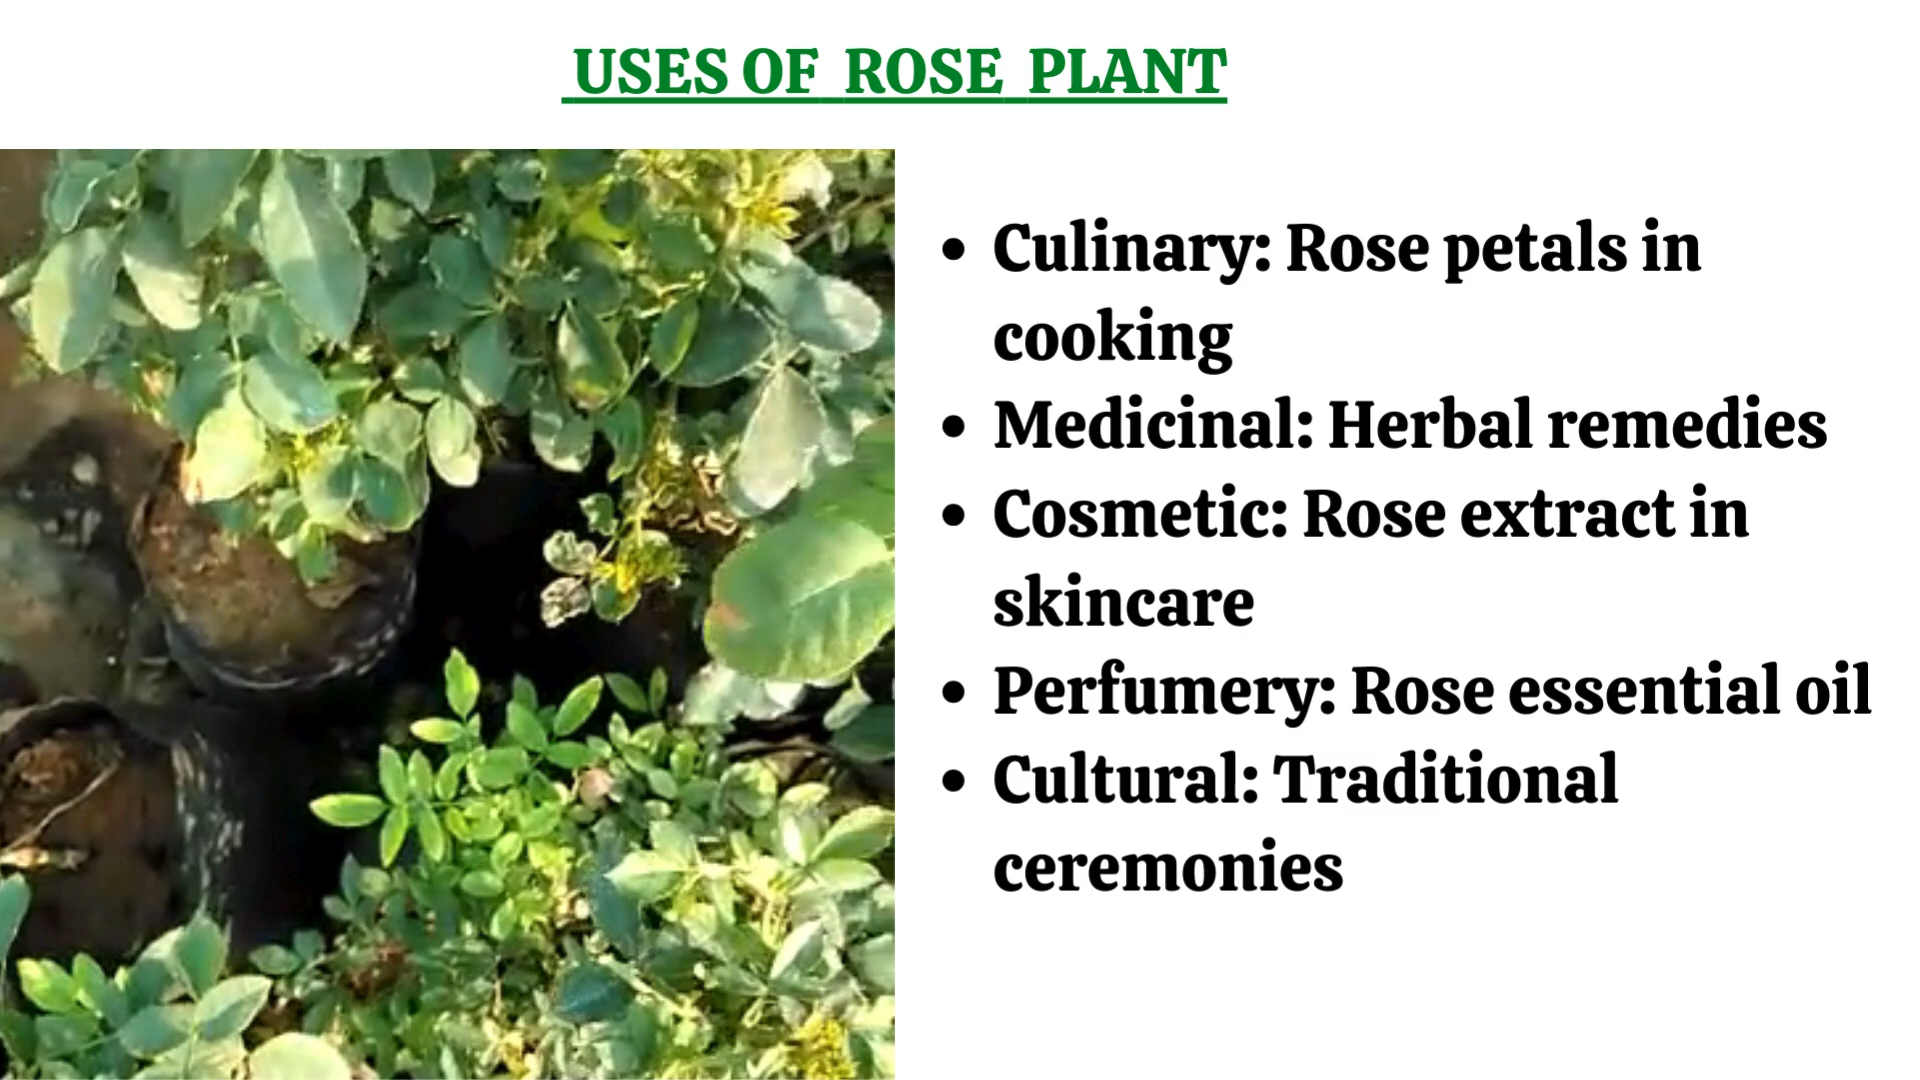 USES OF ROSE PLANT
• Culinary: Rose petals in
cooking
• Medicinal: Herbal remedies
• Cosmetic: Rose extract in
skincare
• Perfumery: Rose essential oil
• Cultural: Traditional
ceremonies